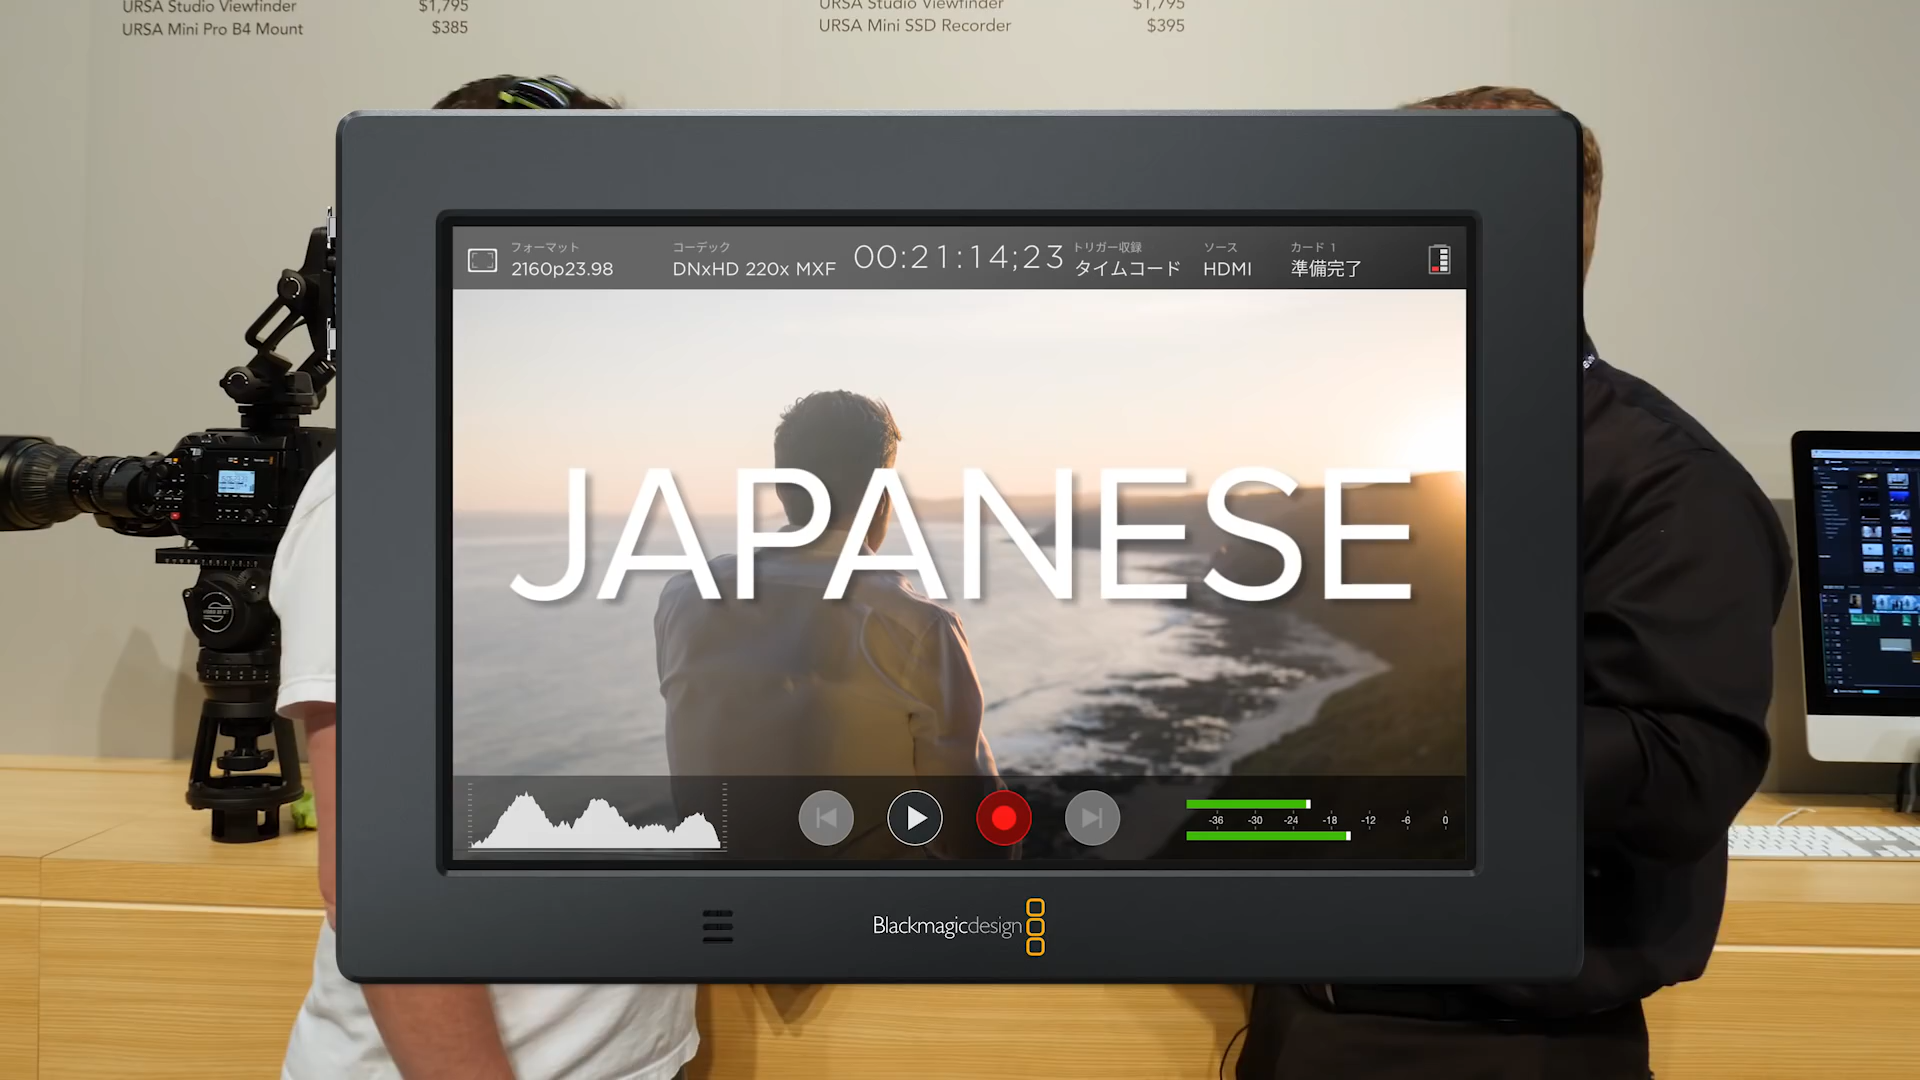 URSA Studio Viewfinder $1,795
URSA Mini Pro B4 Mount $385
URSA Studio Viewfinder $1,795
URSA Mini SSD Recorder $395
フォーマット
2160p23.98
コーデック
DNxHD 220x MXF
00:21:14;23
トリガー収録
タイムコード
ソース
HDMI
カード 1
準備完了
JAPANESE
-36 -30 -24 -18 -12 -6 0
Blackmagicdesign